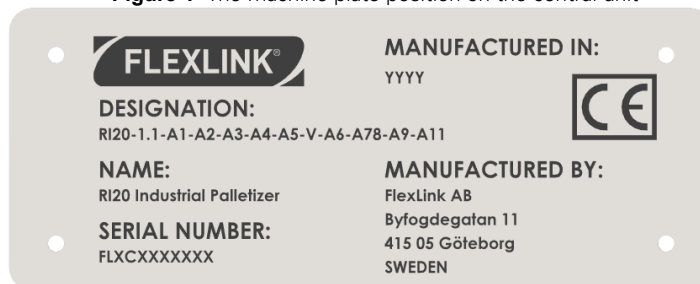 Figure 1 The machine plate position on the control unit
FLEXLINK®
DESIGNATION:
RI20-1.1-A1-A2-A3-A4-A5-V-A6-A78-A9-A11
NAME:
RI20 Industrial Palletizer
SERIAL NUMBER:
FLXCXXXXXXX
MANUFACTURED IN:
YYYY
CE
MANUFACTURED BY:
FlexLink AB
Byfogdegatan 11
415 05 Göteborg
SWEDEN